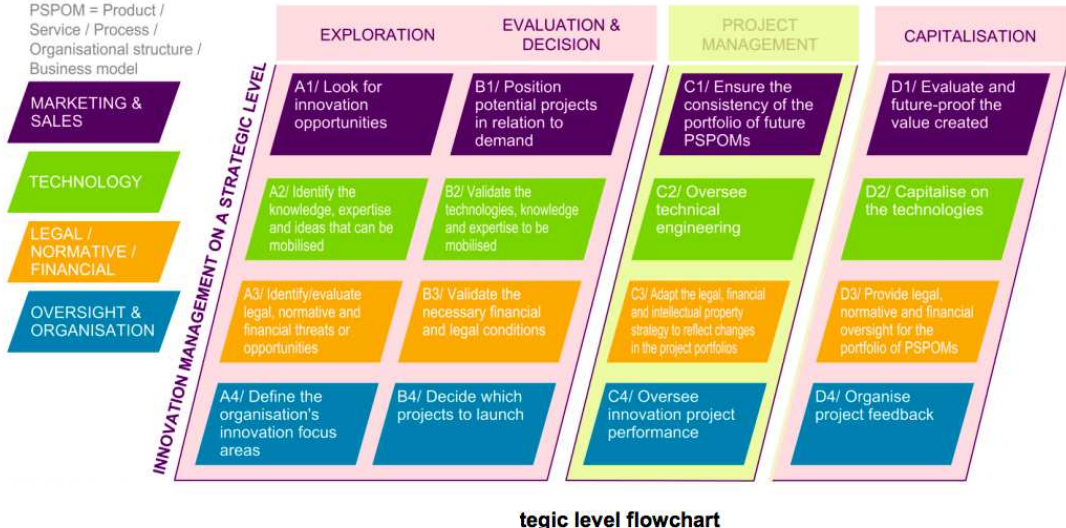 PSPOM = Product /
Service / Process /
Organisational structure /
Business model
MARKETING &
SALES
TECHNOLOGY
LEGAL /
NORMATIVE /
FINANCIAL
OVERSIGHT &
ORGANISATION
INNOVATION MANAGEMENT ON A STRATEGIC LEVEL
EXPLORATION
EVALUATION &
DECISION
PROJECT
MANAGEMENT
CAPITALISATION
A1/ Look for
innovation
opportunities
B1/ Position
potential projects
in relation to
demand
C1/ Ensure the
consistency of the
portfolio of future
PSPOMs
D1/ Evaluate and
future-proof the
value created
A2/ Identify the
knowledge, expertise
and ideas that can be
mobilised
B2/ Validate the
technologies, knowledge
and expertise to be
mobilised
C2/ Oversee
technical
engineering
D2/ Capitalise on
the technologies
A3/ Identify/evaluate
legal, normative and
financial threats or
opportunities
B3/ Validate the
necessary financial
and legal conditions
C3/ Adapt the legal, financial
and intellectual property
strategy to reflect changes
in the project portfolios
D3/ Provide legal,
normative and financial
oversight for the
portfolio of PSPOMs
A4/ Define the
organisation's
innovation focus
areas
B4/ Decide which
projects to launch
C4/ Oversee
innovation project
performance
D4/ Organise
project feedback
tegic level flowchart